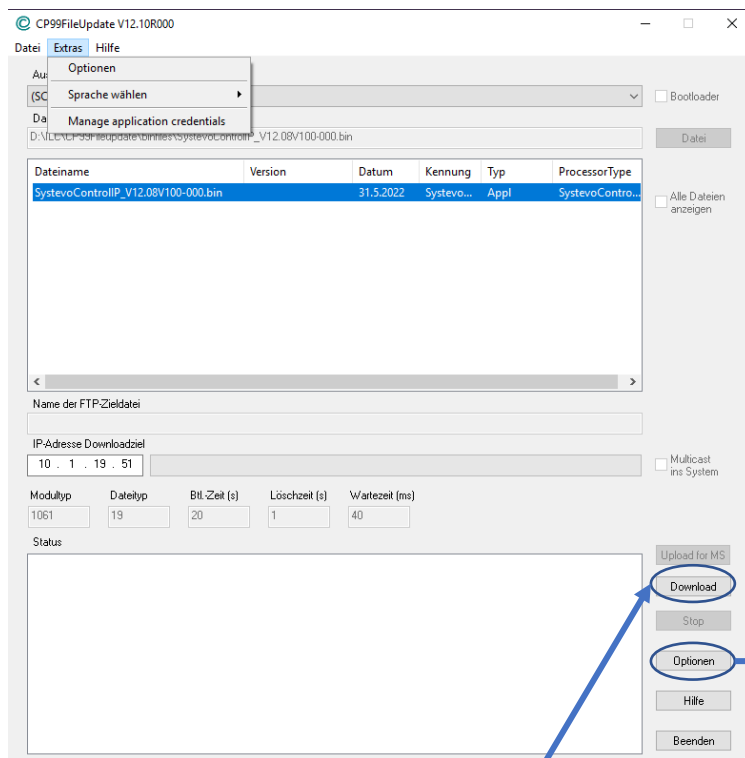 CP99FileUpdate V12.10R000
Datei Extras Hilfe
Optionen
Sprache wählen
Manage application credentials
(SC
Bootloader
D:\ILC\CP99Fileupdate\binfiles\SystevoControlIP_V12.08V100-000.bin
Datei
Dateiname Version Datum Kennung Typ ProcessorType
SystevoControlIP_V12.08V100-000.bin 31.5.2022 Systevo... Appl SystevoContro...
Alle Dateien
anzeigen
Name der FTP-Zieldatei
IP-Adresse Downloadziel
10 . 1 . 19 . 51
Multicast
ins System
Modultyp Dateityp Btl.-Zeit (s) Löschzeit (s) Wartezeit (ms)
1061 19 20 1 40
Status
Upload for MS
Download
Stop
Optionen
Hilfe
Beenden